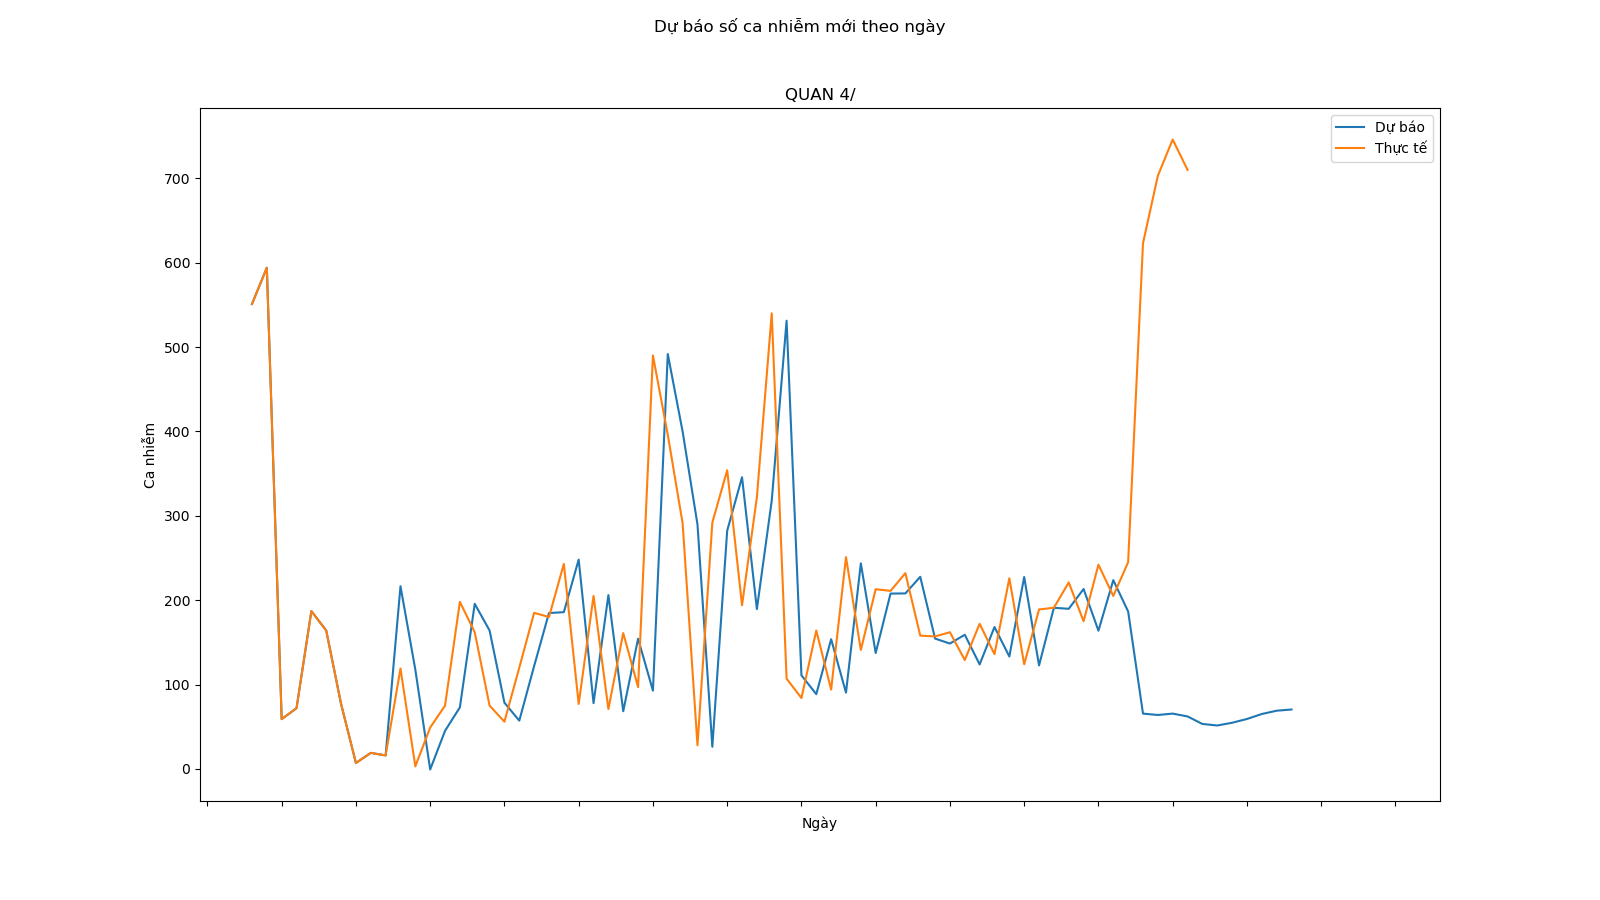 Dự báo số ca nhiễm mới theo ngày
QUAN 4/
Dự báo
Thực tế
700
600
500
400
300
200
100
0
Ca nhiễm
Ngày